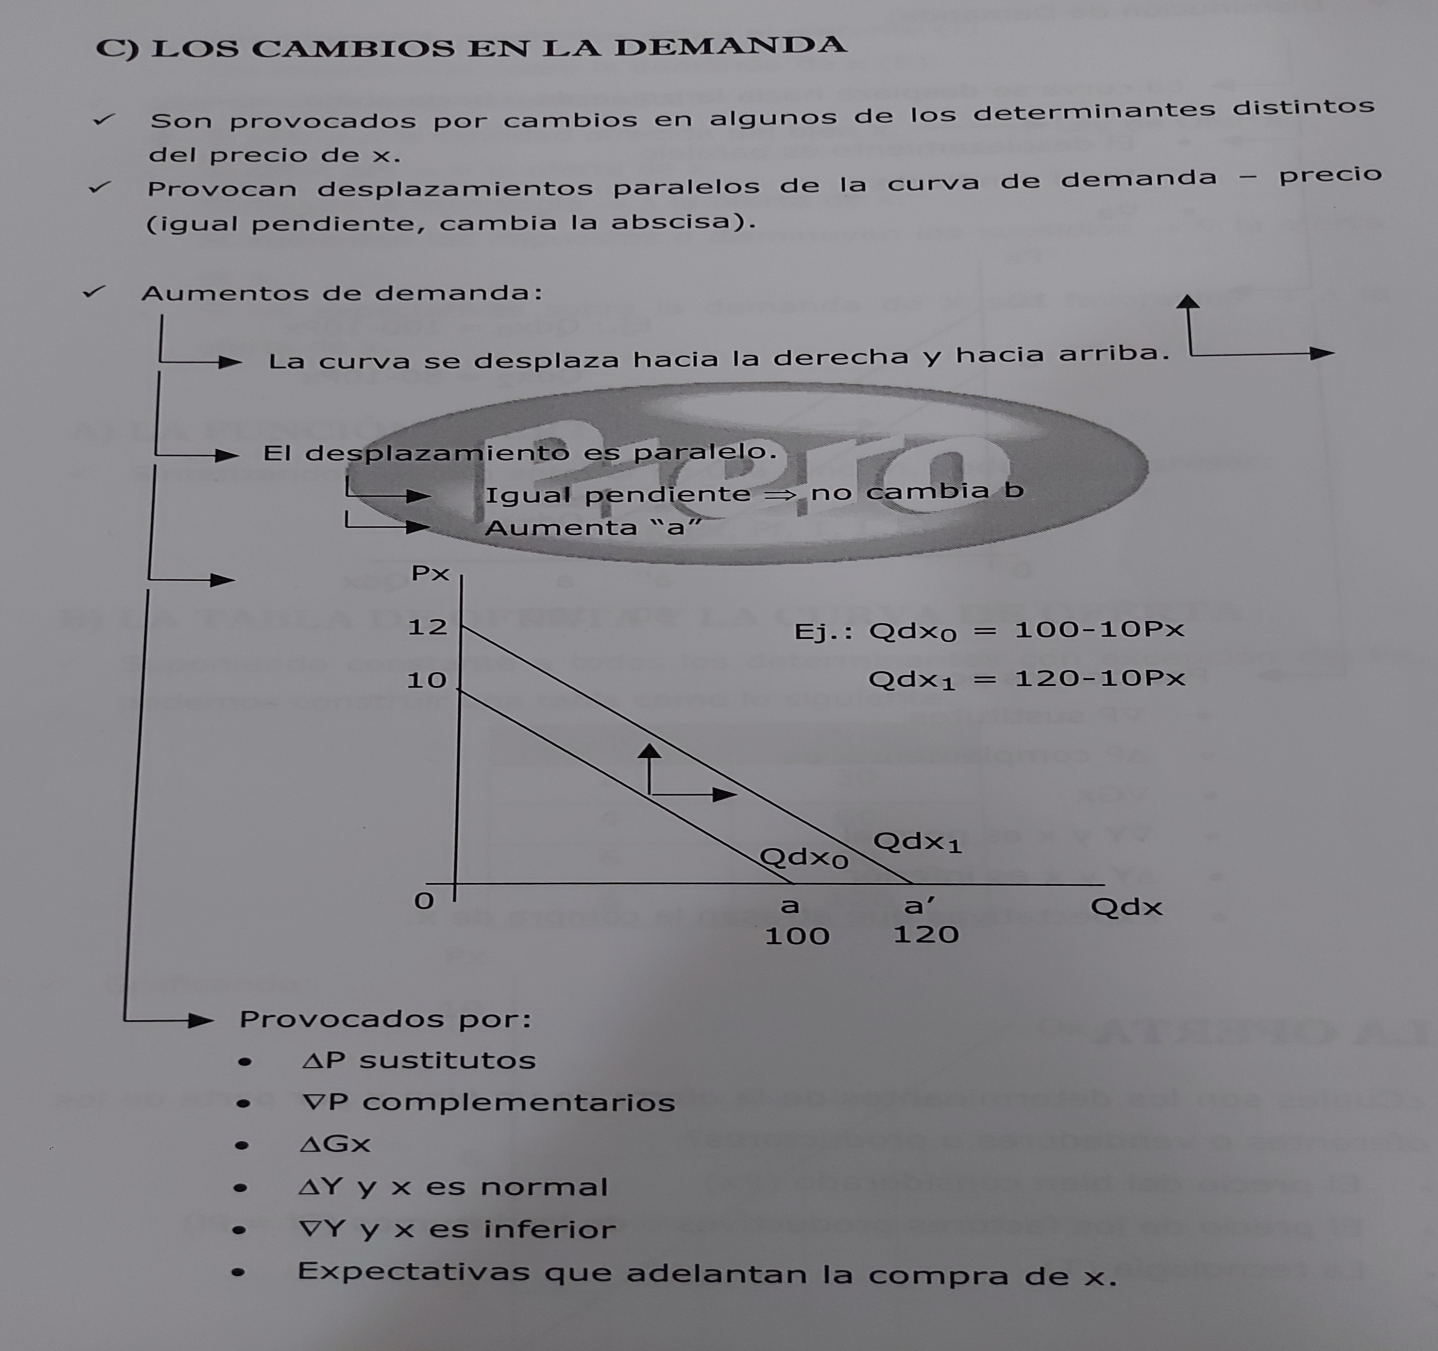 C) LOS CAMBIOS EN LA DEMANDA
✓ Son provocados por cambios en algunos de los determinantes distintos
del precio de x.
✓ Provocan desplazamientos paralelos de la curva de demanda – precio
(igual pendiente, cambia la abscisa).
✓ Aumentos de demanda:
La curva se desplaza hacia la derecha y hacia arriba.
Piero
El desplazamiento es paralelo.
Igual pendiente ⇒ no cambia b
Aumenta “a”
Px
12
10
Ej.: Qdx₀ = 100-10Px
Qdx₁ = 120-10Px
Qdx₀
Qdx₁
0
a
a’
Qdx
100
120
Provocados por:
• ∆P sustitutos
• ∇P complementarios
• ∆Gx
• ∆Y y x es normal
• ∇Y y x es inferior
• Expectativas que adelantan la compra de x.